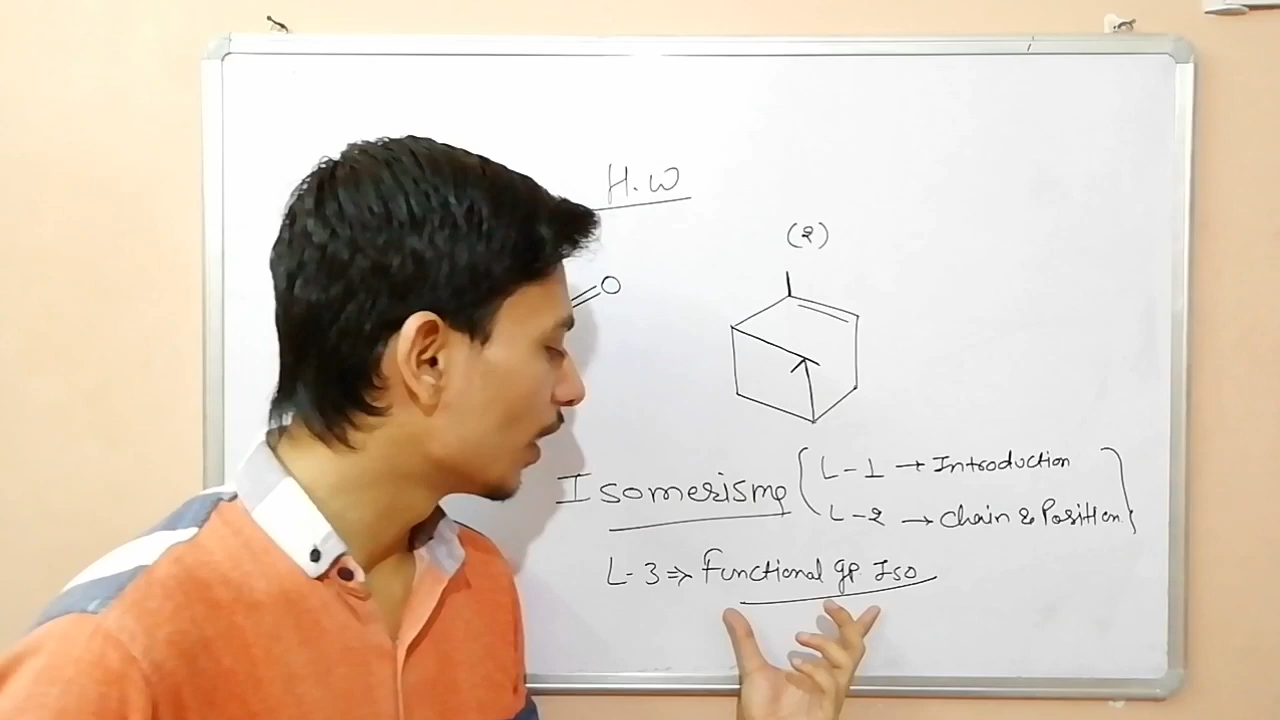 H.W
(2)
O
Isomerism
L-1 → Introduction
L-2 → Chain & Position
L-3 ⇒ Functional gp. Iso